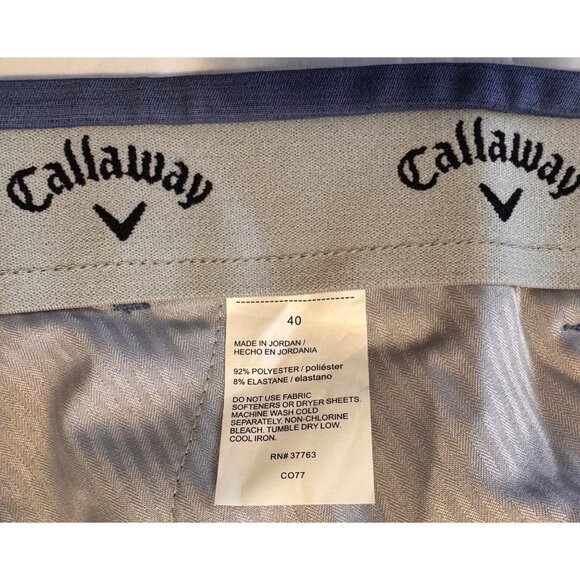 Callaway
Callaway
40
MADE IN JORDAN /
HECHO EN JORDANIA
92% POLYESTER / poliéster
8% ELASTANE / elastano
DO NOT USE FABRIC
SOFTENERS OR DRYER SHEETS.
MACHINE WASH COLD
SEPARATELY. NON-CHLORINE
BLEACH. TUMBLE DRY LOW.
COOL IRON.
RN# 37763
CO77